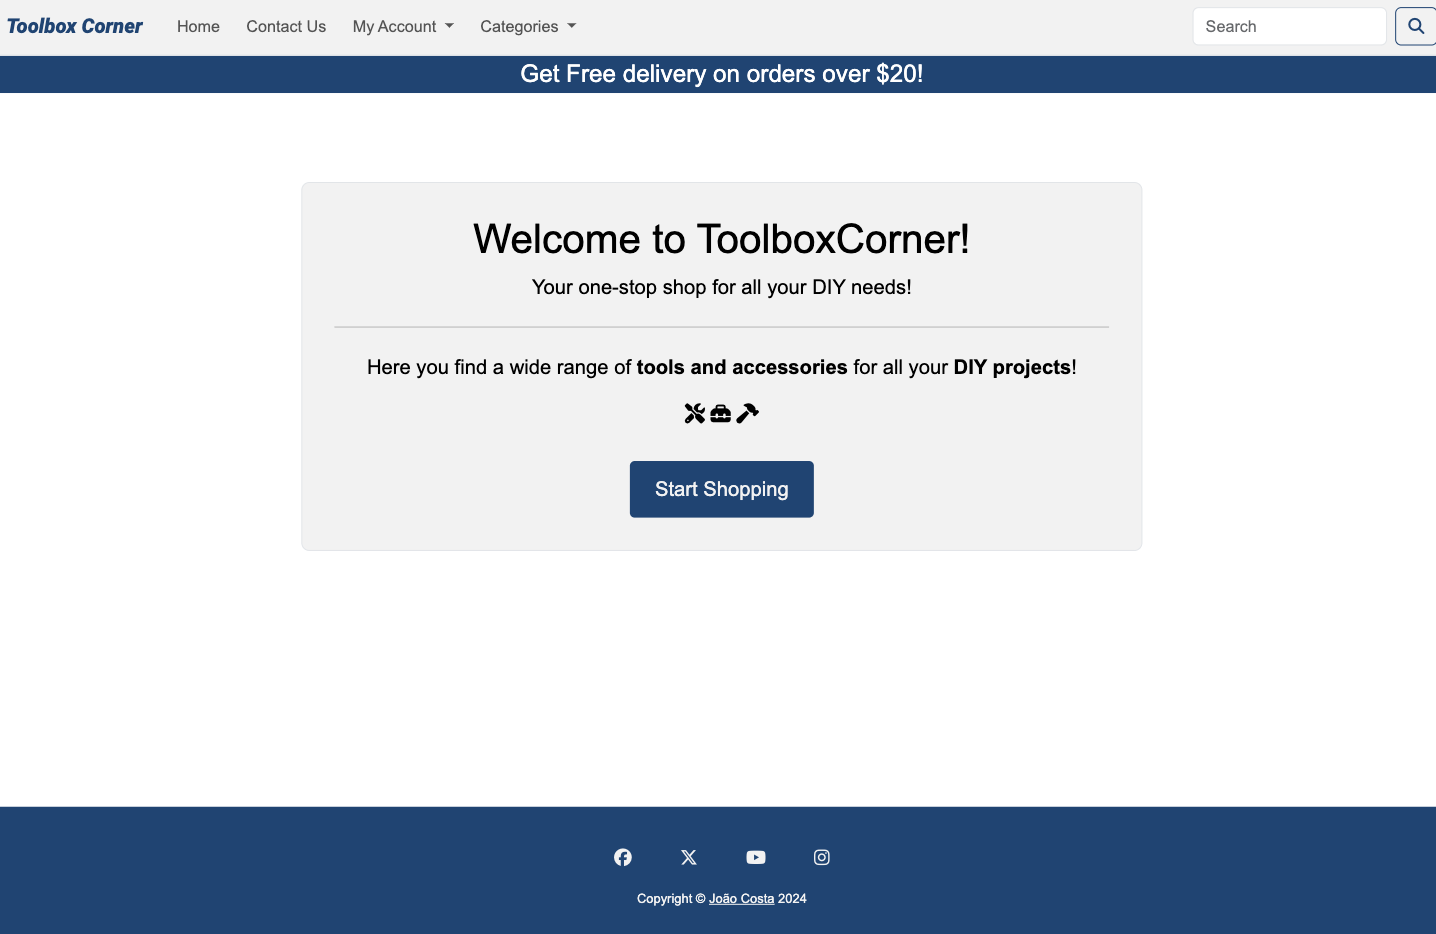 Toolbox Corner Home Contact Us My Account Categories Search
Get Free delivery on orders over $20!
Welcome to ToolboxCorner!
Your one-stop shop for all your DIY needs!
Here you find a wide range of tools and accessories for all your DIY projects!
Start Shopping
Copyright © João Costa 2024